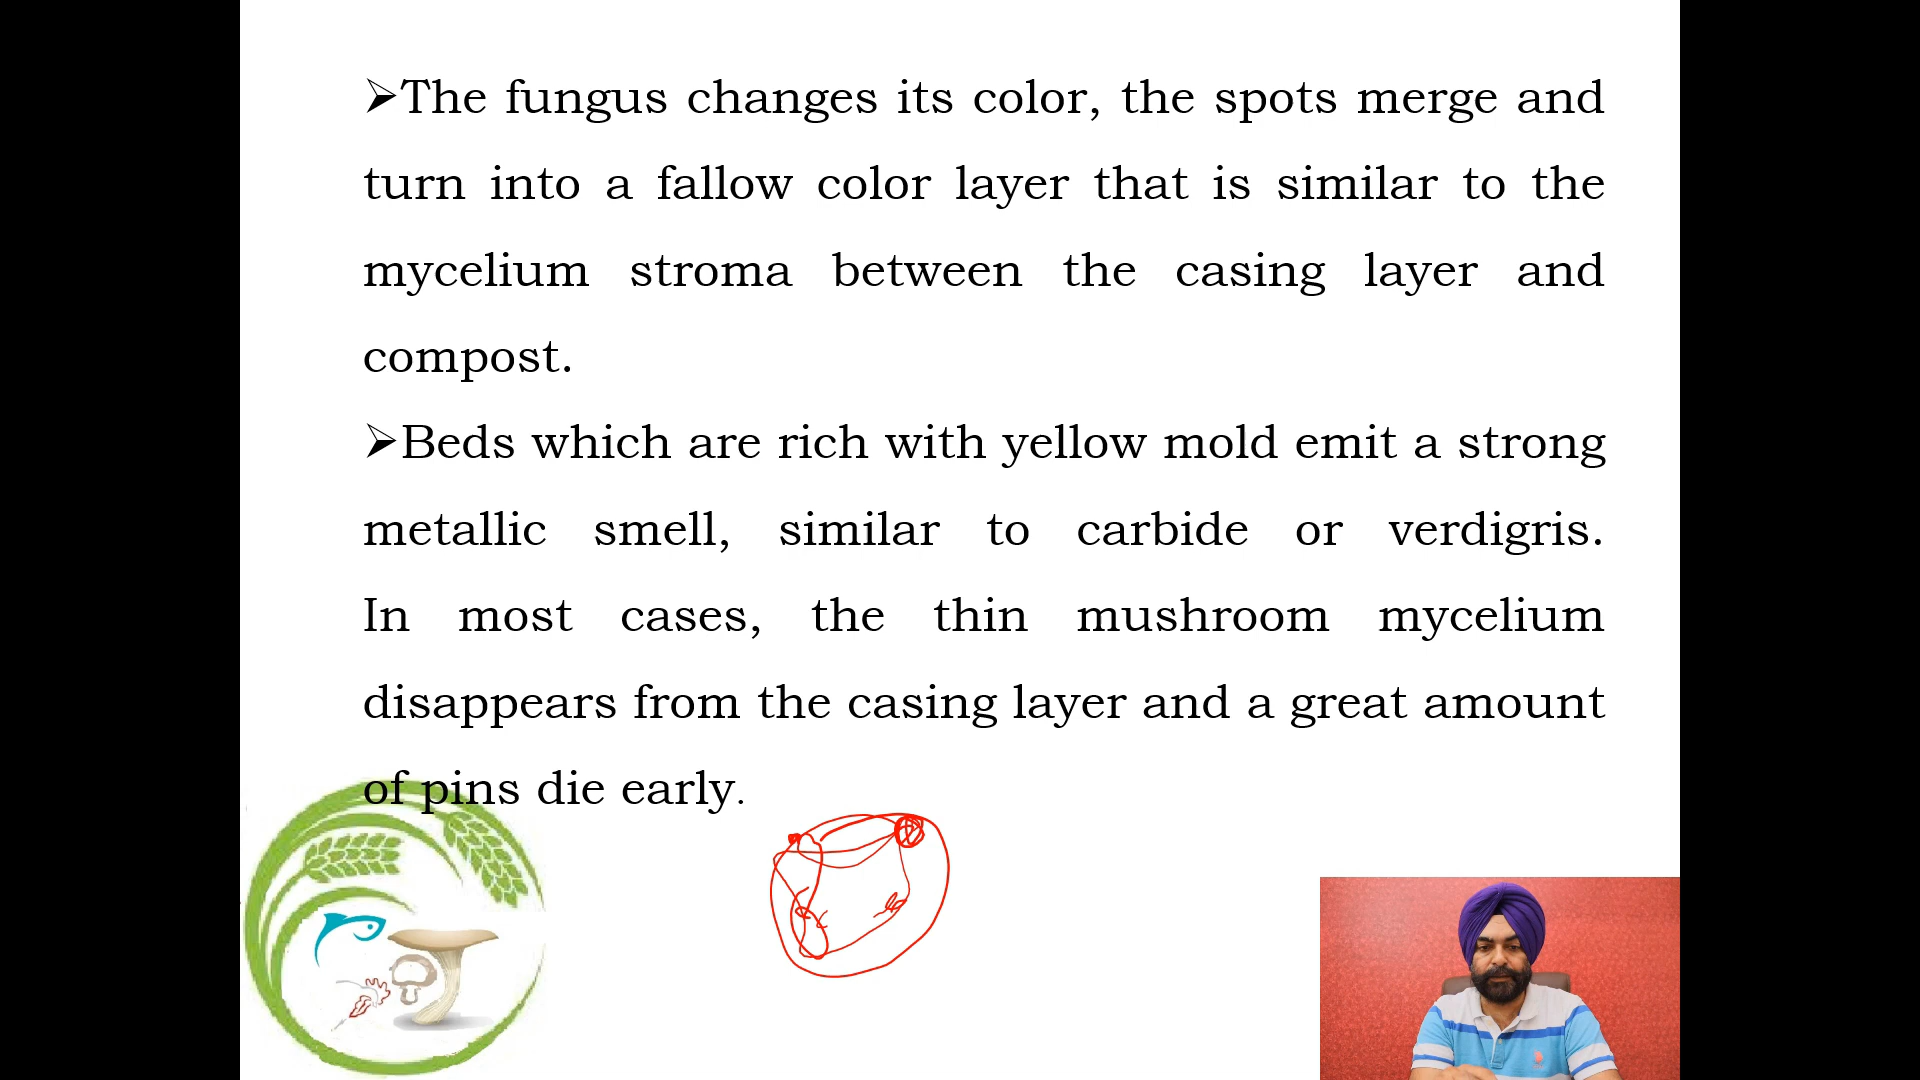 ➢The fungus changes its color, the spots merge and
turn into a fallow color layer that is similar to the
mycelium stroma between the casing layer and
compost.
➢Beds which are rich with yellow mold emit a strong
metallic smell, similar to carbide or verdigris.
In most cases, the thin mushroom mycelium
disappears from the casing layer and a great amount
of pins die early.